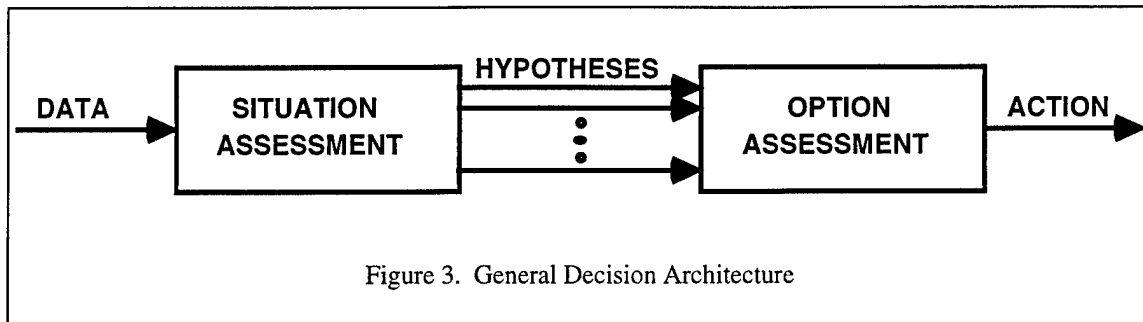 HYPOTHESES
DATA
SITUATION
ASSESSMENT
OPTION
ASSESSMENT
ACTION
Figure 3. General Decision Architecture